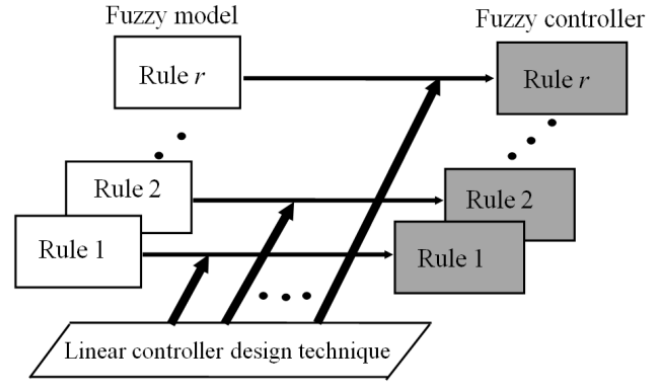 Fuzzy model
Fuzzy controller
Rule r
Rule r
Rule 2
Rule 2
Rule 1
Rule 1
Linear controller design technique